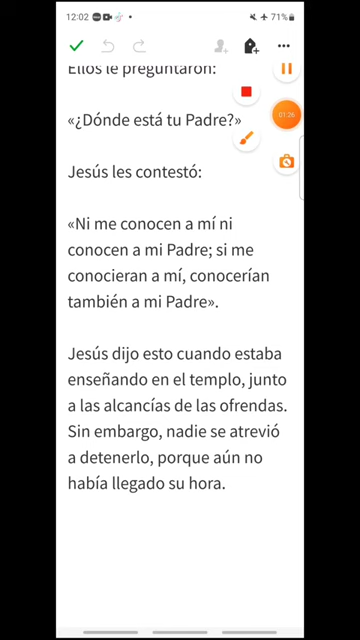 12:02
71%
Ellos le preguntaron:
01:26
«¿Dónde está tu Padre?»
Jesús les contestó:
«Ni me conocen a mí ni
conocen a mi Padre; si me
conocieran a mí, conocerían
también a mi Padre».
Jesús dijo esto cuando estaba
enseñando en el templo, junto
a las alcancías de las ofrendas.
Sin embargo, nadie se atrevió
a detenerlo, porque aún no
había llegado su hora.